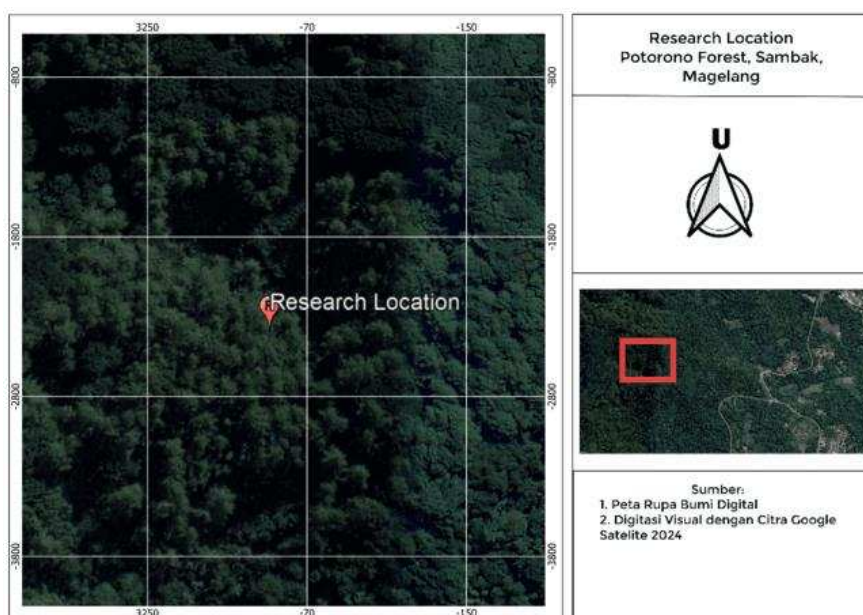 3250 -70 -150
-800 -800
-1800 -1800
Research Location
-2800 -2800
-3800 -3800
3250 -70 -150
Research Location
Potorono Forest, Sambak,
Magelang
U
Sumber:
1. Peta Rupa Bumi Digital
2. Digitasi Visual dengan Citra Google
Satelite 2024